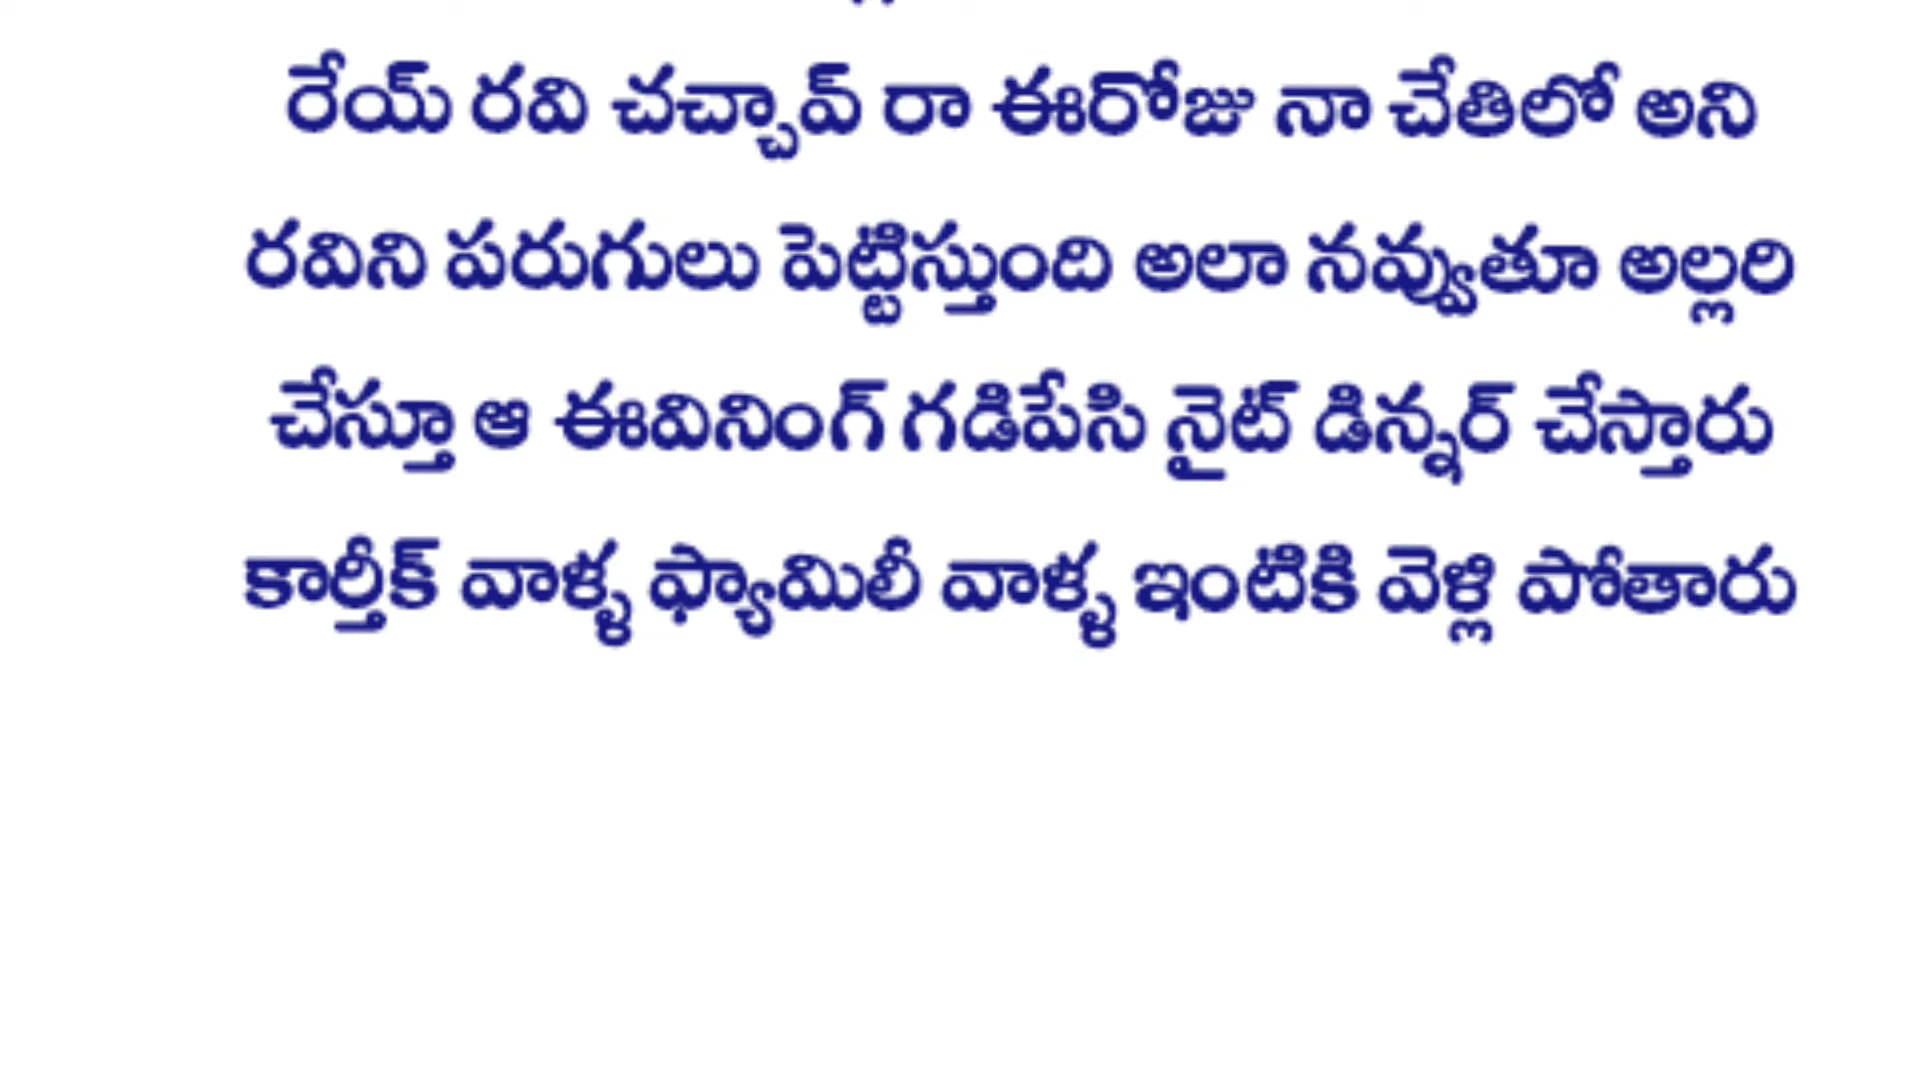 రేయ్ రవి చచ్చావ్ రా ఈరోజు నా చేతిలో అని
రవిని పరుగులు పెట్టిస్తుంది అలా నవ్వుతూ అల్లరి
చేస్తూ ఆ ఈవినింగ్ గడిపేసి నైట్ డిన్నర్ చేస్తారు
కార్తీక్ వాళ్ళ ఫ్యామిలీ వాళ్ళ ఇంటికి వెళ్లి పోతారు